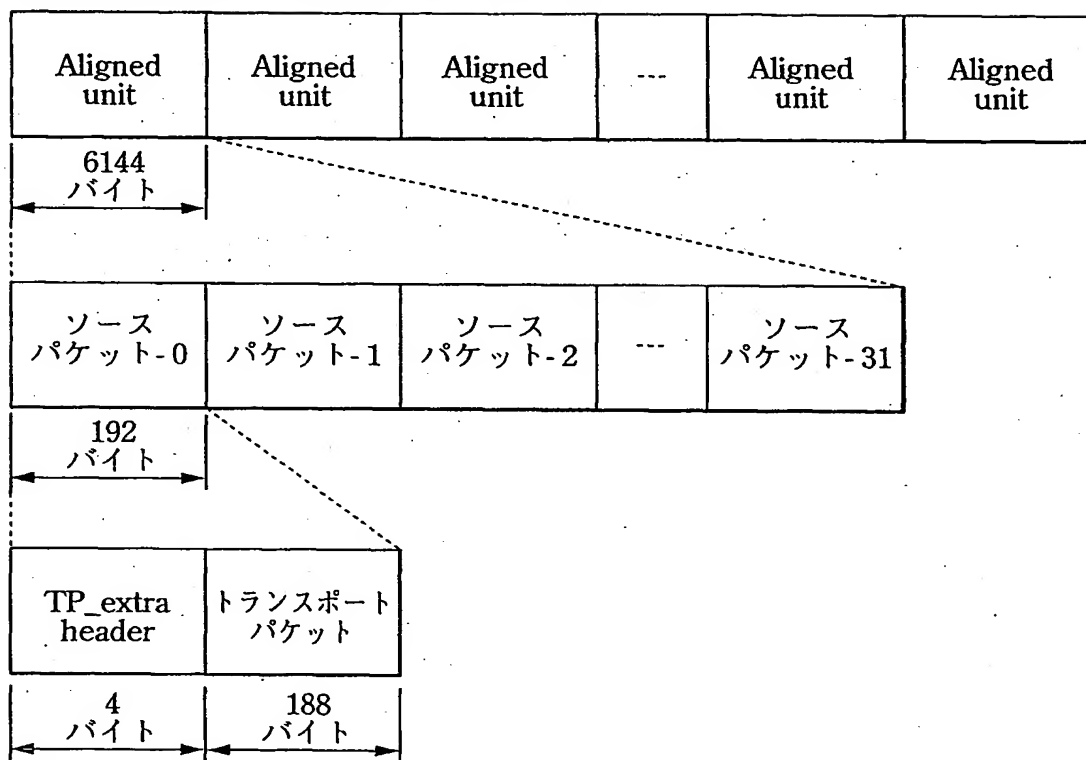 Aligned
unit
Aligned
unit
Aligned
unit
---
Aligned
unit
Aligned
unit
6144
バイト
ソース
パケット-0
ソース
パケット-1
ソース
パケット-2
---
ソース
パケット-31
192
バイト
TP_extra
header
トランスポート
パケット
4
バイト
188
バイト